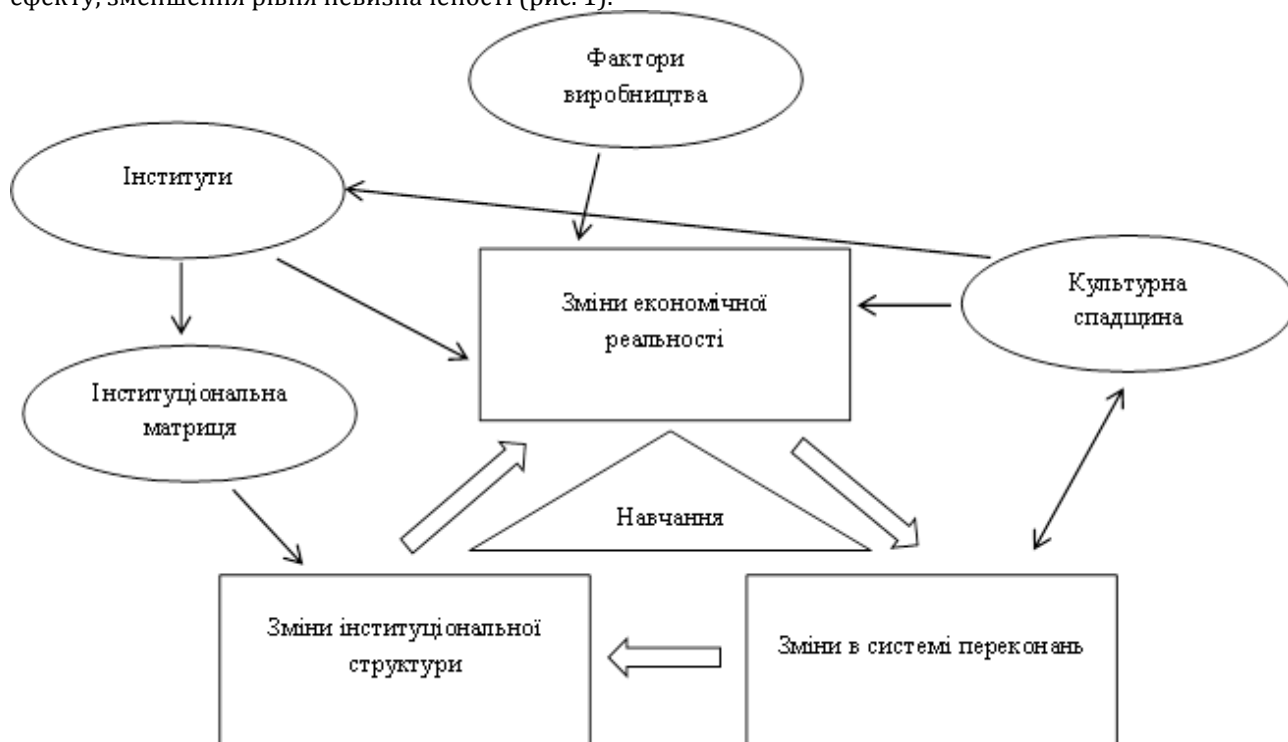 ефекту, зменшення рівня невизначеності (рис. 1).
Фактори
виробництва
Інститути
Культурна
спадщина
Зміни економічної
реальності
Інституціональна
матриця
Навчання
Зміни інституціональної
структури
Зміни в системі переконань